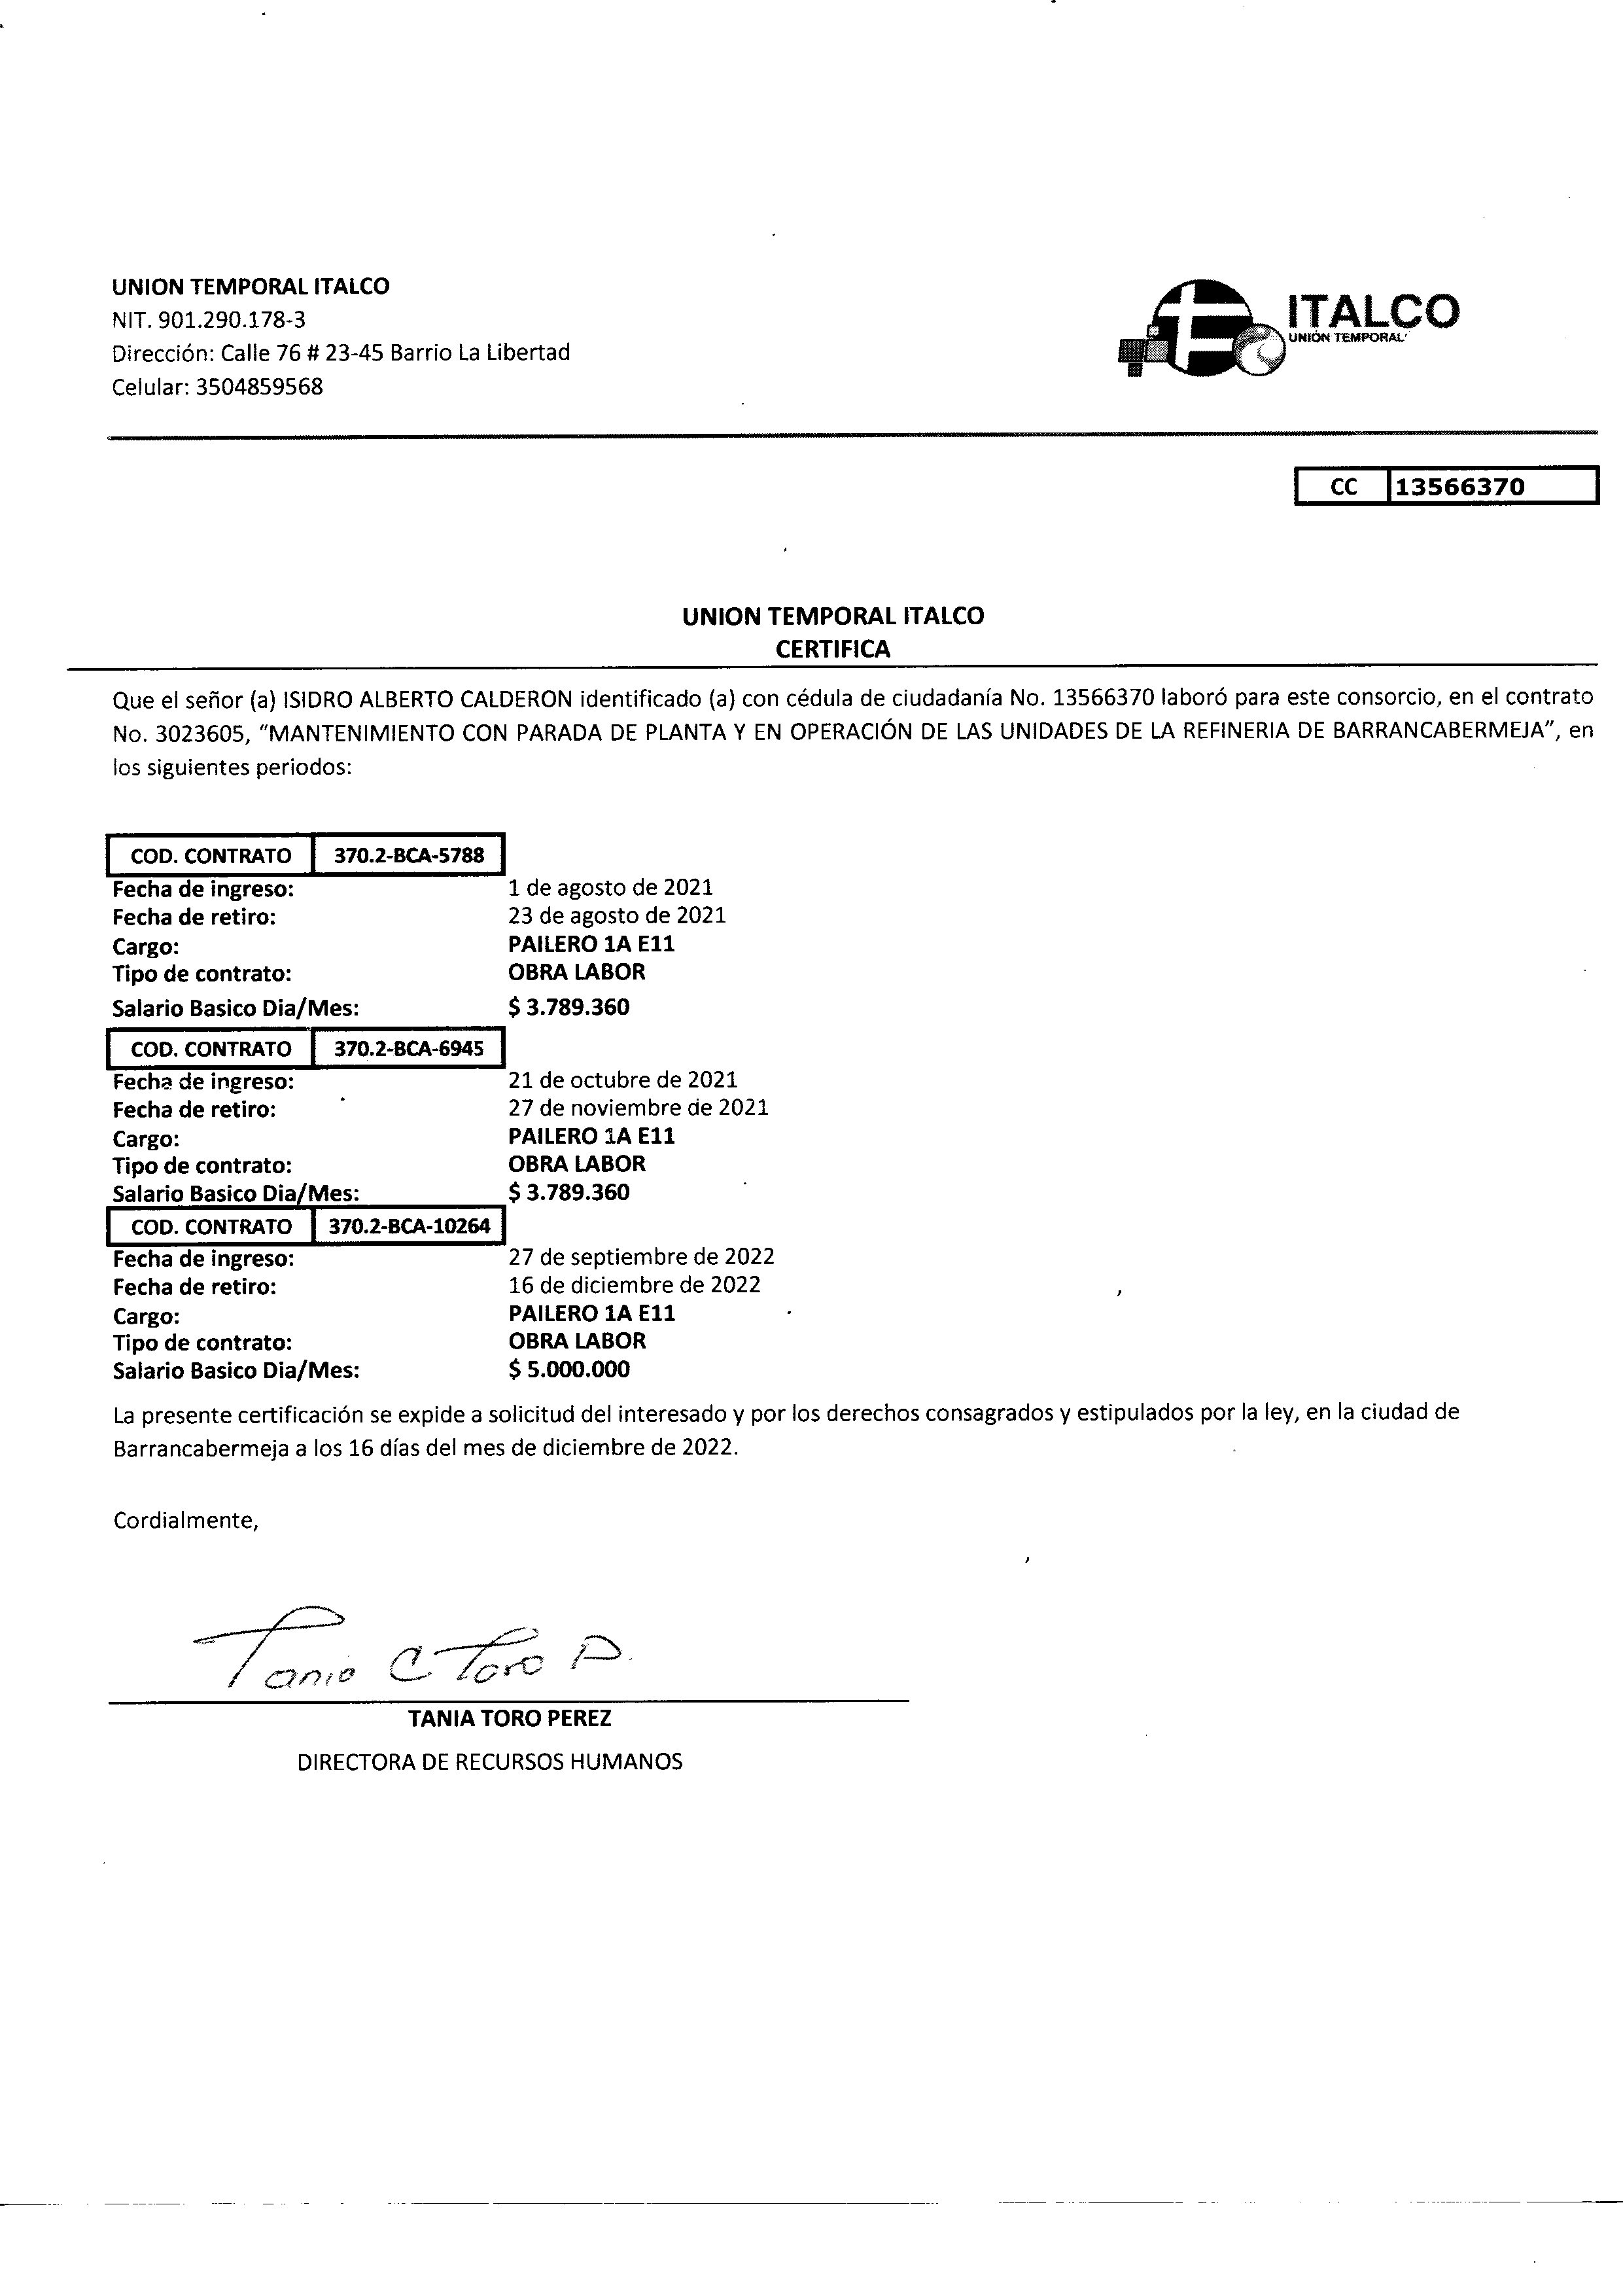 UNION TEMPORAL ITALCO
NIT. 901.290.178-3
Dirección: Calle 76 # 23-45 Barrio La Libertad
Celular: 3504859568
ITALCO
UNIÓN TEMPORAL
CC 13566370
UNION TEMPORAL ITALCO
CERTIFICA
Que el señor (a) ISIDRO ALBERTO CALDERON identificado (a) con cédula de ciudadanía No. 13566370 laboró para este consorcio, en el contrato
No. 3023605, “MANTENIMIENTO CON PARADA DE PLANTA Y EN OPERACIÓN DE LAS UNIDADES DE LA REFINERIA DE BARRANCABERMEJA”, en
los siguientes periodos:
COD. CONTRATO 370.2-BCA-5788
Fecha de ingreso: 1 de agosto de 2021
Fecha de retiro: 23 de agosto de 2021
Cargo: PAILERO 1A E11
Tipo de contrato: OBRA LABOR
Salario Basico Dia/Mes: $ 3.789.360
COD. CONTRATO 370.2-BCA-6945
Fecha de ingreso: 21 de octubre de 2021
Fecha de retiro: 27 de noviembre de 2021
Cargo: PAILERO 1A E11
Tipo de contrato: OBRA LABOR
Salario Basico Dia/Mes: $ 3.789.360
COD. CONTRATO 370.2-BCA-10264
Fecha de ingreso: 27 de septiembre de 2022
Fecha de retiro: 16 de diciembre de 2022
Cargo: PAILERO 1A E11
Tipo de contrato: OBRA LABOR
Salario Basico Dia/Mes: $ 5.000.000
La presente certificación se expide a solicitud del interesado y por los derechos consagrados y estipulados por la ley, en la ciudad de
Barrancabermeja a los 16 días del mes de diciembre de 2022.
Cordialmente,
Tania C Toro P.
TANIA TORO PEREZ
DIRECTORA DE RECURSOS HUMANOS